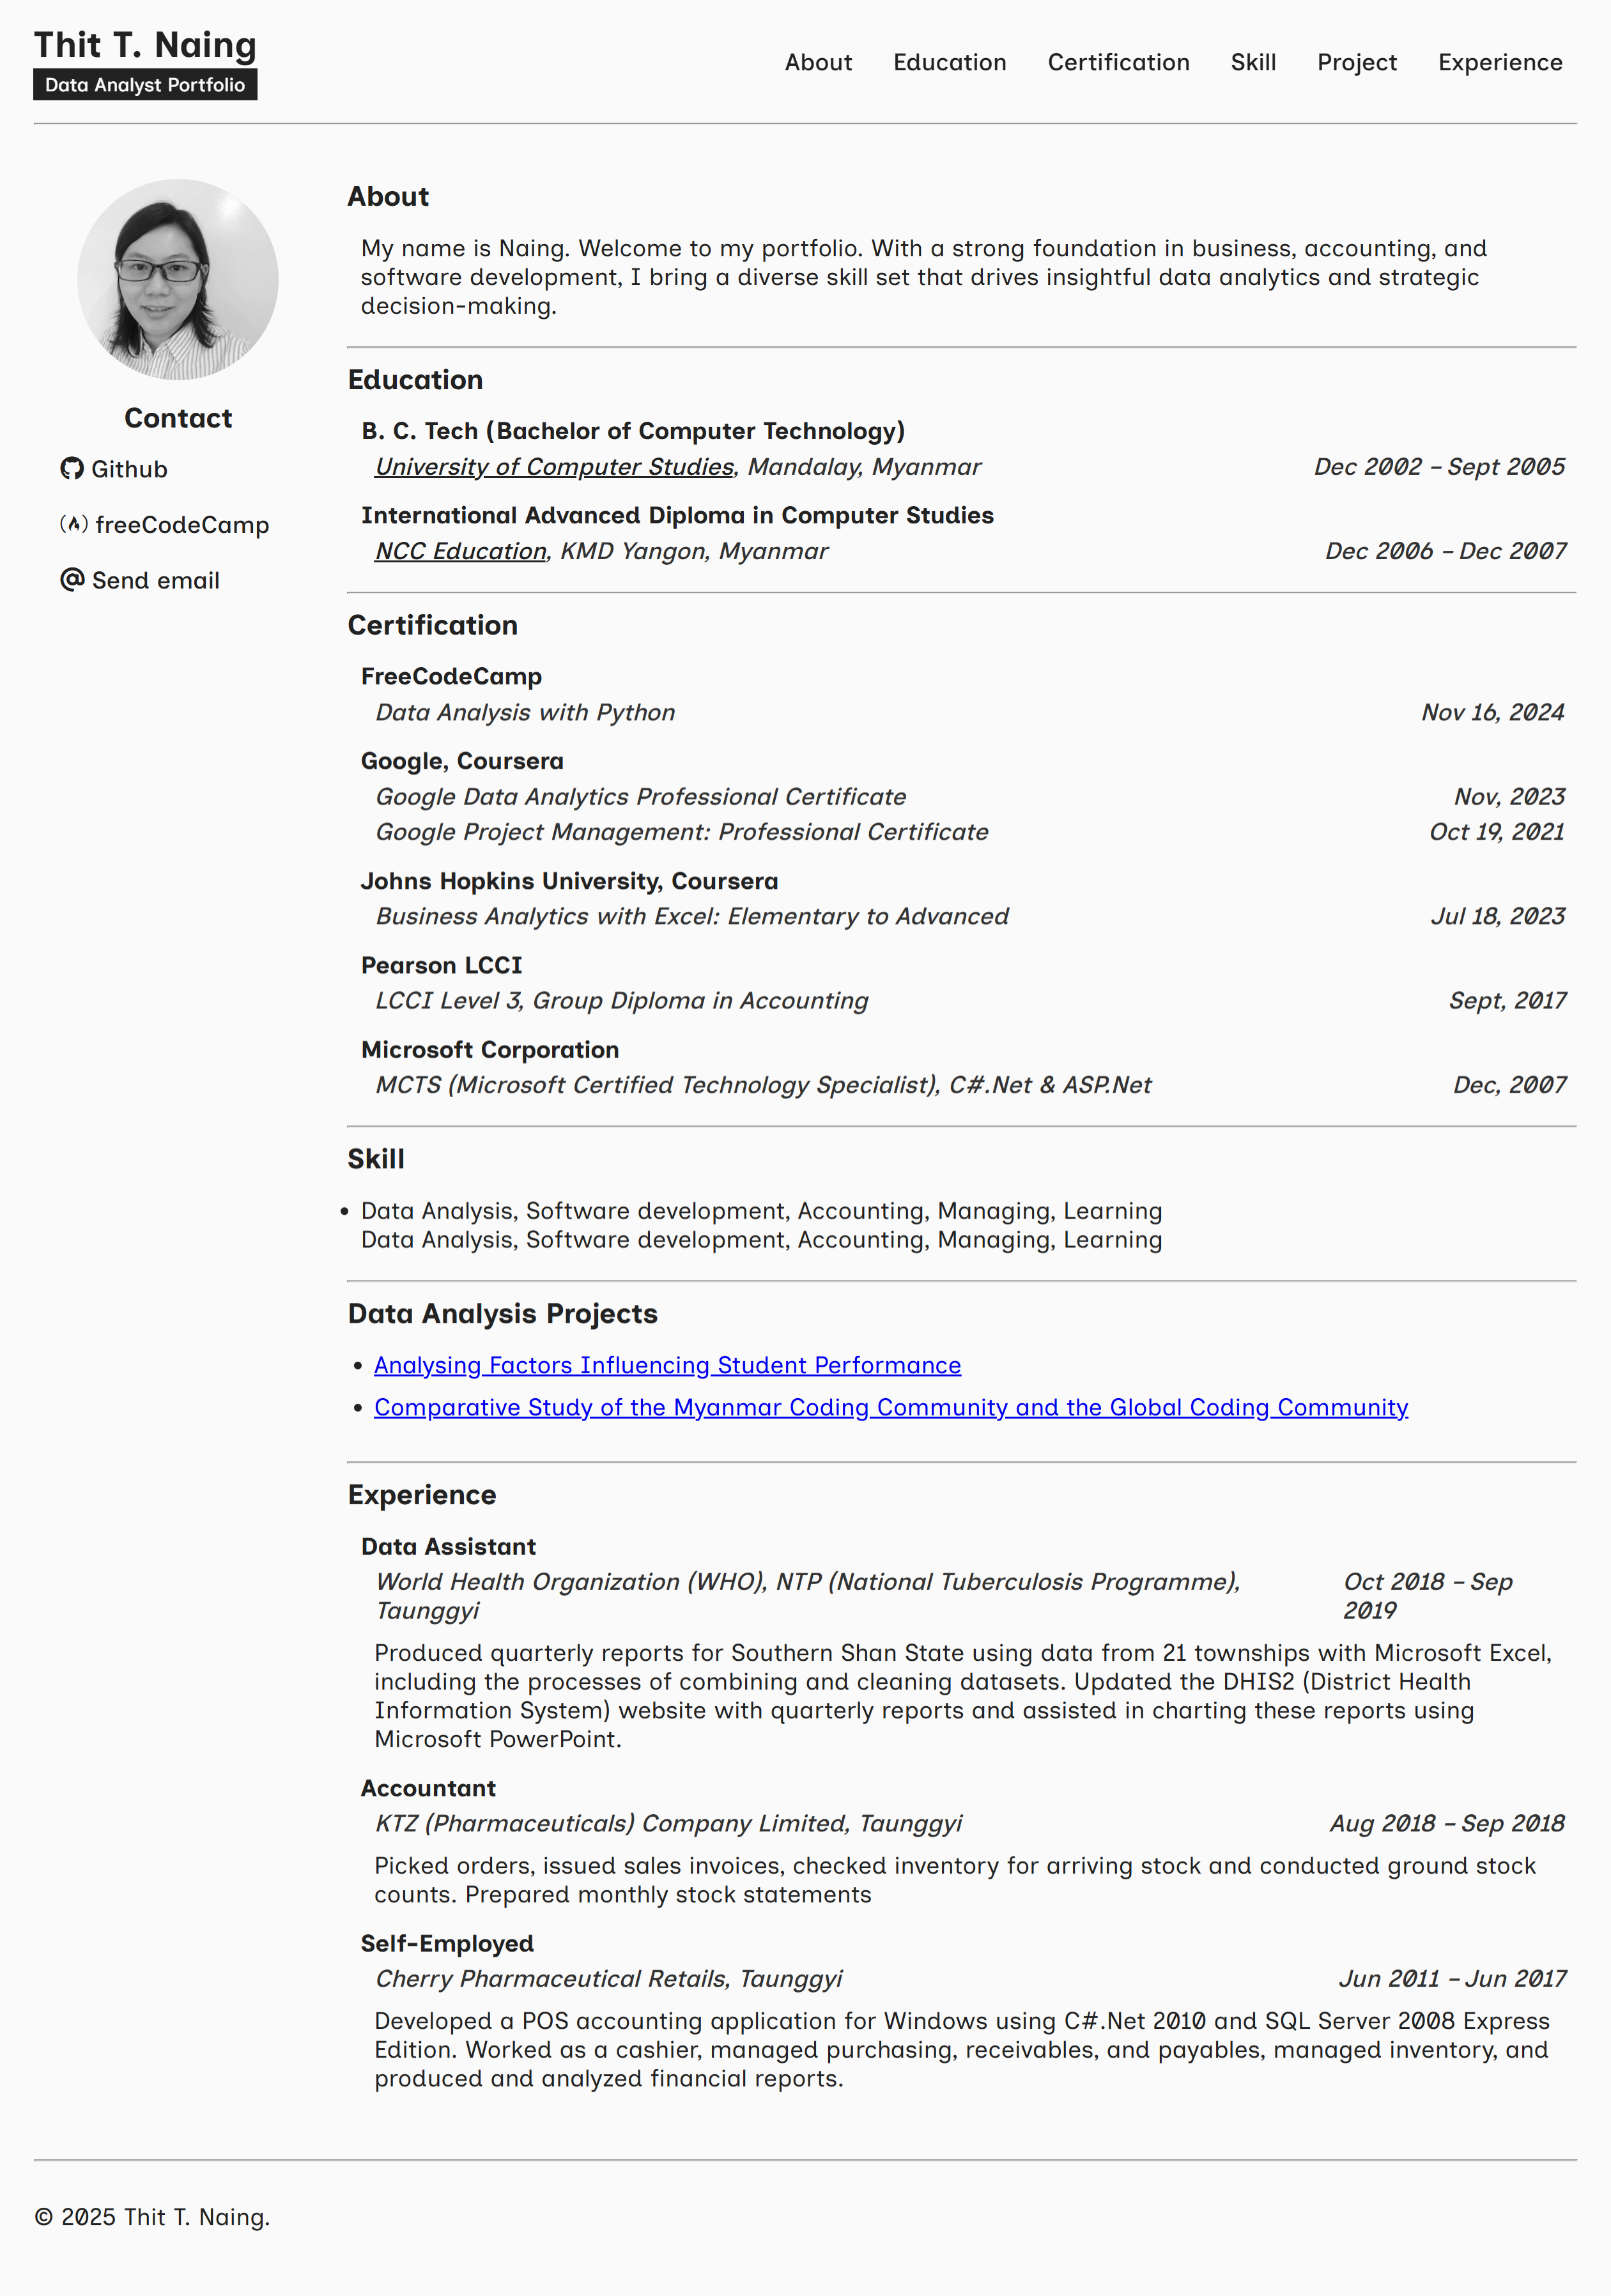 Thit T. Naing
Data Analyst Portfolio
About Education Certification Skill Project Experience
Contact
Github
freeCodeCamp
Send email
About
My name is Naing. Welcome to my portfolio. With a strong foundation in business, accounting, and
software development, I bring a diverse skill set that drives insightful data analytics and strategic
decision-making.
Education
B. C. Tech (Bachelor of Computer Technology)
University of Computer Studies, Mandalay, Myanmar Dec 2002 – Sept 2005
International Advanced Diploma in Computer Studies
NCC Education, KMD Yangon, Myanmar Dec 2006 – Dec 2007
Certification
FreeCodeCamp
Data Analysis with Python Nov 16, 2024
Google, Coursera
Google Data Analytics Professional Certificate Nov, 2023
Google Project Management: Professional Certificate Oct 19, 2021
Johns Hopkins University, Coursera
Business Analytics with Excel: Elementary to Advanced Jul 18, 2023
Pearson LCCI
LCCI Level 3, Group Diploma in Accounting Sept, 2017
Microsoft Corporation
MCTS (Microsoft Certified Technology Specialist), C#.Net & ASP.Net Dec, 2007
Skill
• Data Analysis, Software development, Accounting, Managing, Learning
Data Analysis, Software development, Accounting, Managing, Learning
Data Analysis Projects
• Analysing Factors Influencing Student Performance
• Comparative Study of the Myanmar Coding Community and the Global Coding Community
Experience
Data Assistant
World Health Organization (WHO), NTP (National Tuberculosis Programme), Oct 2018 – Sep
Taunggyi 2019
Produced quarterly reports for Southern Shan State using data from 21 townships with Microsoft Excel,
including the processes of combining and cleaning datasets. Updated the DHIS2 (District Health
Information System) website with quarterly reports and assisted in charting these reports using
Microsoft PowerPoint.
Accountant
KTZ (Pharmaceuticals) Company Limited, Taunggyi Aug 2018 – Sep 2018
Picked orders, issued sales invoices, checked inventory for arriving stock and conducted ground stock
counts. Prepared monthly stock statements
Self-Employed
Cherry Pharmaceutical Retails, Taunggyi Jun 2011 – Jun 2017
Developed a POS accounting application for Windows using C#.Net 2010 and SQL Server 2008 Express
Edition. Worked as a cashier, managed purchasing, receivables, and payables, managed inventory, and
produced and analyzed financial reports.
© 2025 Thit T. Naing.